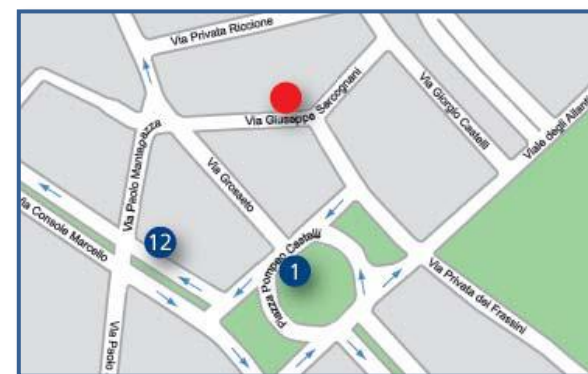 Via Privata Riccione
Via Giuseppe Sercognani
Via Giorgio Castelli
Viale degli Ailanti
Via Paolo Mantegazza
Via Grosseto
Via Console Marcello
12
Piazza Pompeo Castelli
1
Via Privata dei Frassini
Via Paolo